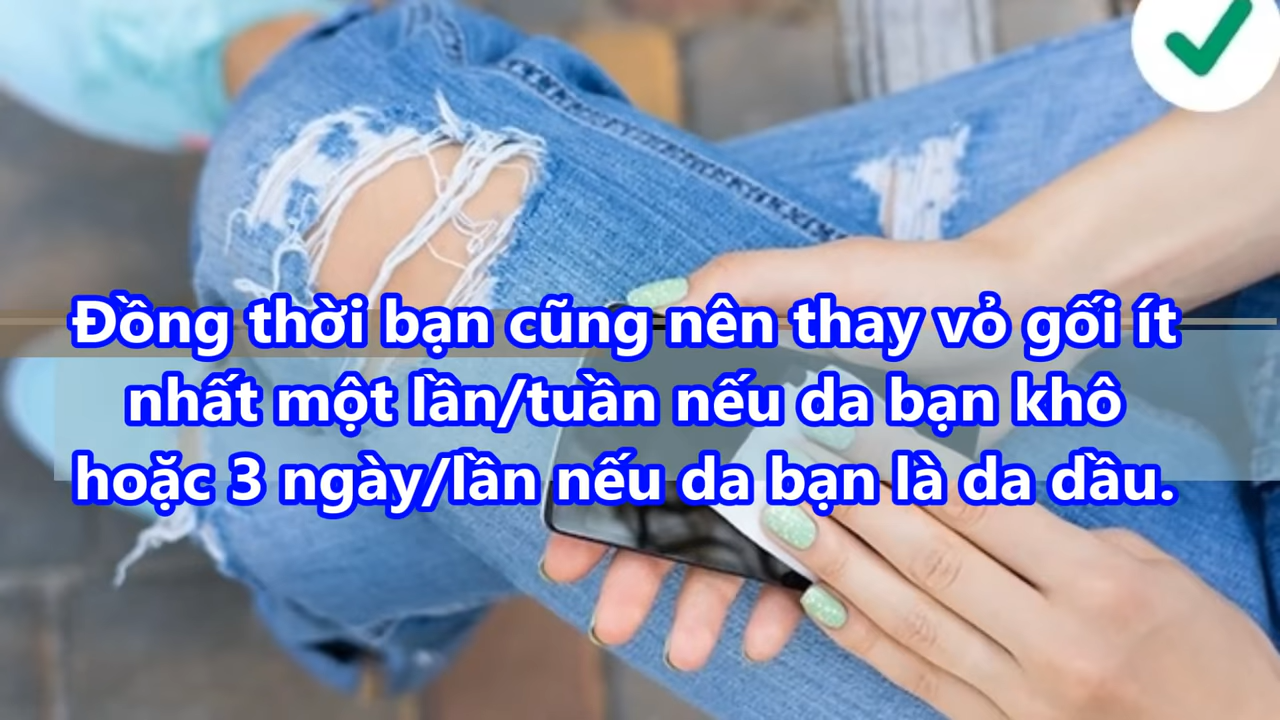 Đồng thời bạn cũng nên thay vỏ gối ít
nhất một lần/tuần nếu da bạn khô
hoặc 3 ngày/lần nếu da bạn là da dầu.